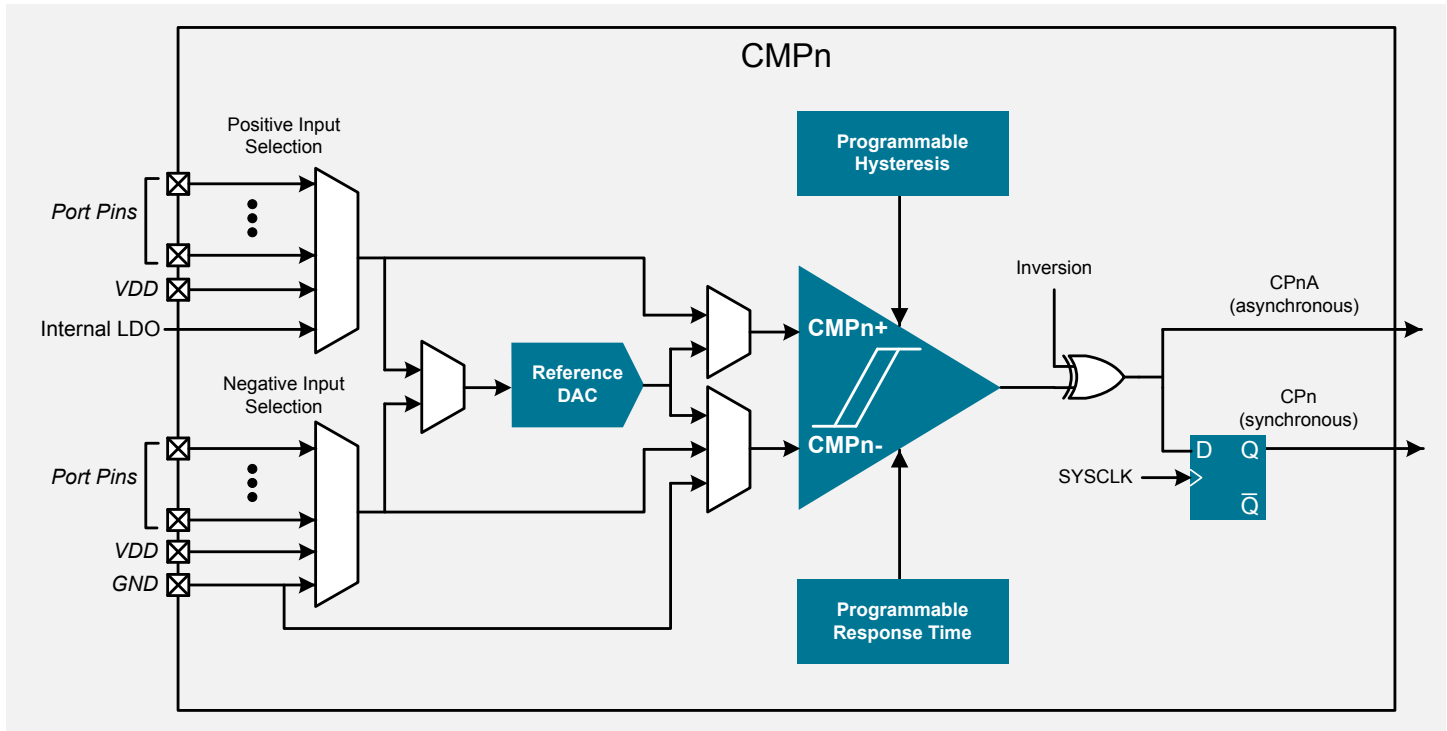 CMPn
Positive Input
Selection
Port Pins
VDD
Internal LDO
Negative Input
Selection
Port Pins
VDD
GND
Reference
DAC
Programmable
Hysteresis
CMPn+
CMPn-
Programmable
Response Time
Inversion
CPnA
(asynchronous)
CPn
(synchronous)
SYSCLK
D Q
Q̅